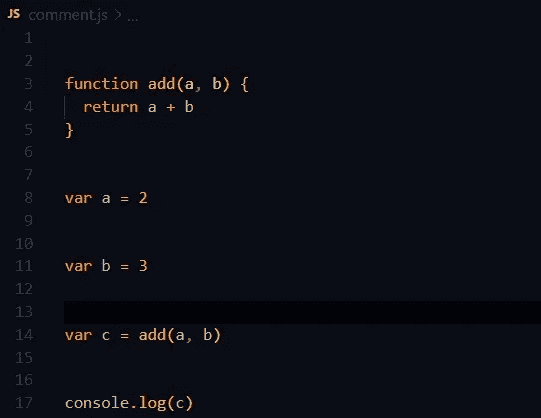 JS comment.js > ...
1
2
3 function add(a, b) {
4 return a + b
5 }
6
7
8 var a = 2
9
10
11 var b = 3
12
13
14 var c = add(a, b)
15
16
17 console.log(c)